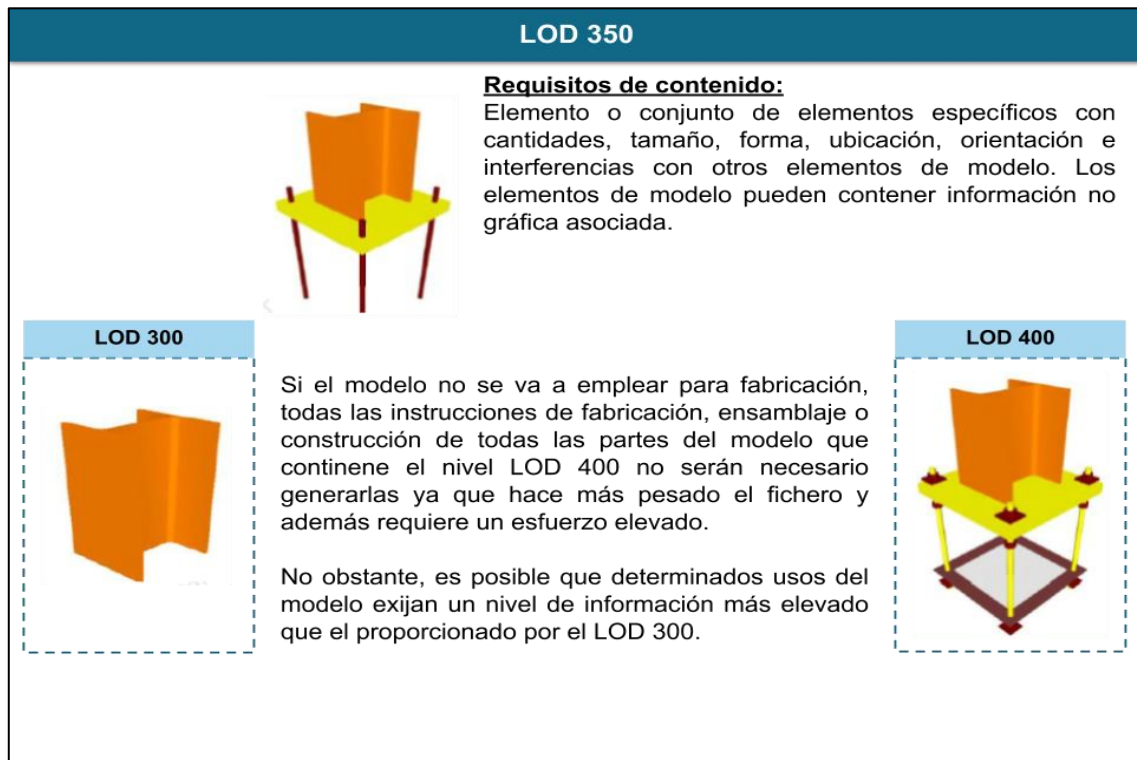 LOD 350
Requisitos de contenido:
Elemento o conjunto de elementos específicos con
cantidades, tamaño, forma, ubicación, orientación e
interferencias con otros elementos de modelo. Los
elementos de modelo pueden contener información no
gráfica asociada.
LOD 300
Si el modelo no se va a emplear para fabricación,
todas las instrucciones de fabricación, ensamblaje o
construcción de todas las partes del modelo que
continene el nivel LOD 400 no serán necesario
generarlas ya que hace más pesado el fichero y
además requiere un esfuerzo elevado.
No obstante, es posible que determinados usos del
modelo exijan un nivel de información más elevado
que el proporcionado por el LOD 300.
LOD 400